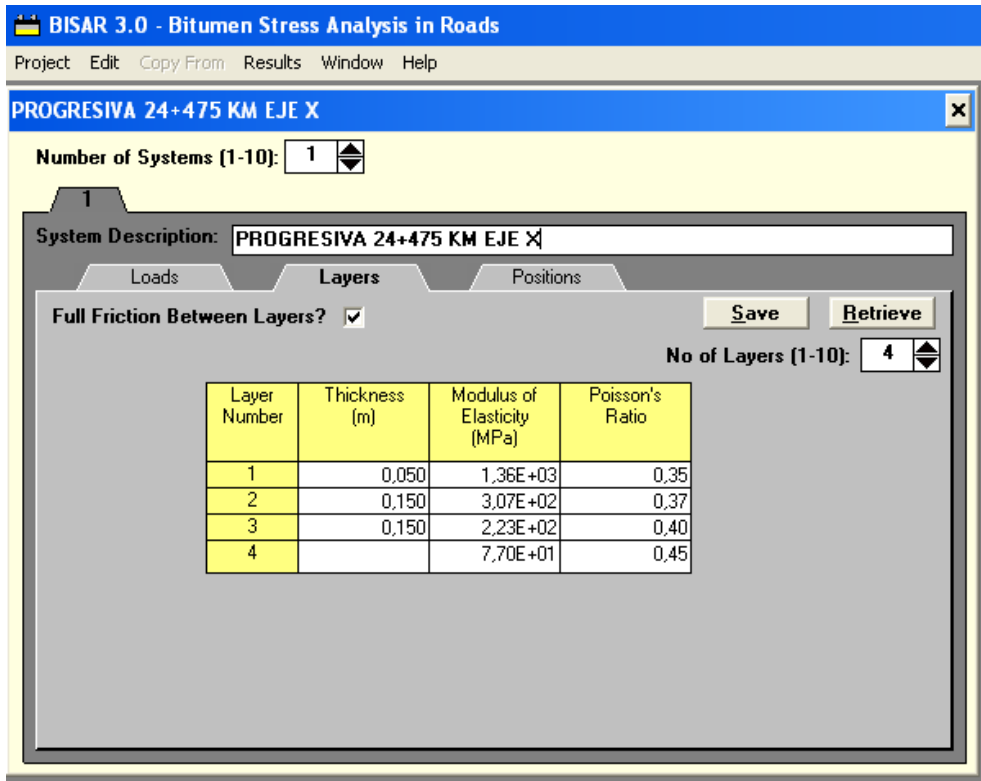 BISAR 3.0 - Bitumen Stress Analysis in Roads
Project Edit Copy From Results Window Help
PROGRESIVA 24+475 KM EJE X
Number of Systems (1-10): 1
1
System Description: PROGRESIVA 24+475 KM EJE X
Loads Layers Positions
Full Friction Between Layers? Save Retrieve
No of Layers (1-10): 4
Layer Thickness Modulus of Poisson's
Number (m) Elasticity Ratio
(MPa)
1 0,050 1,36E+03 0,35
2 0,150 3,07E+02 0,37
3 0,150 2,23E+02 0,40
4 7,70E+01 0,45